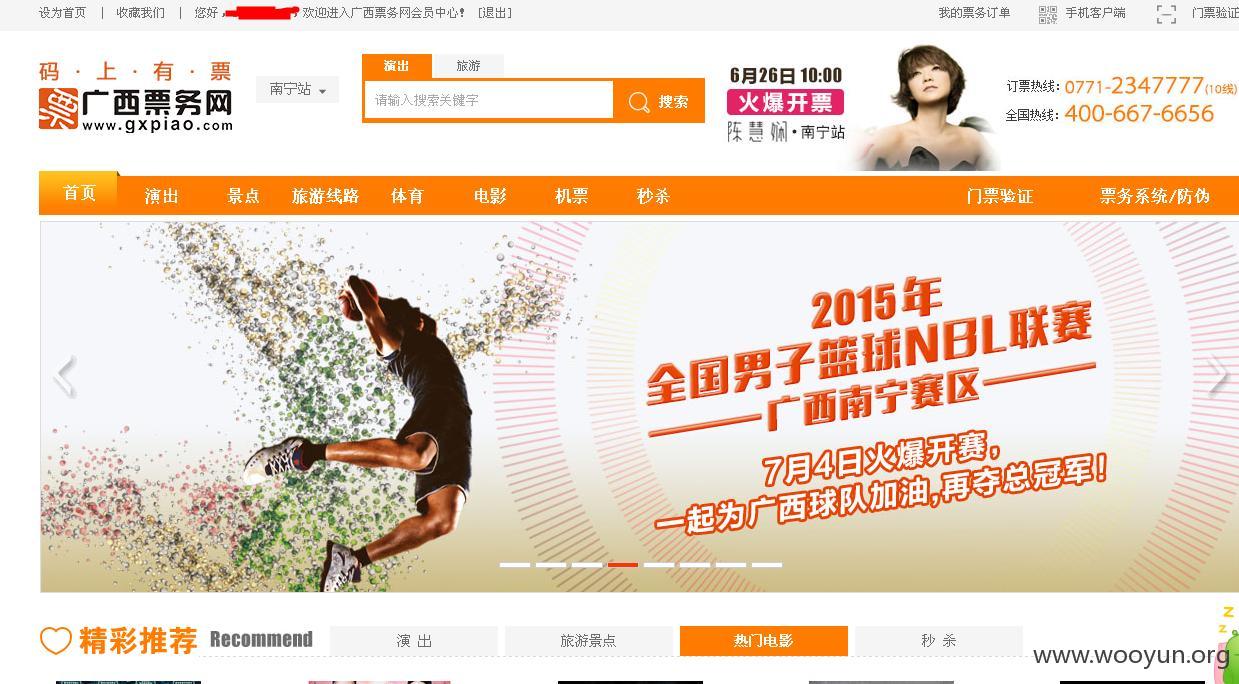 设为首页 | 收藏我们 | 您好, 欢迎进入广西票务网会员中心! [退出] 我的票务订单 手机客户端 门票验证
码·上·有·票
广西票务网
www.gxpiao.com
南宁站
演出 旅游
请输入搜索关键字 搜索
6月26日 10:00
火爆开票
陈慧娴·南宁站
订票热线: 0771-2347777(10线)
全国热线: 400-667-6656
首页 演出 景点 旅游线路 体育 电影 机票 秒杀 门票验证 票务系统/防伪
2015年
全国男子篮球NBL联赛
广西南宁赛区
7月4日火爆开赛,
一起为广西球队加油,再夺总冠军!
精彩推荐 Recommend 演 出 旅游景点 热门电影 秒 杀
z
z
www.wooyun.org